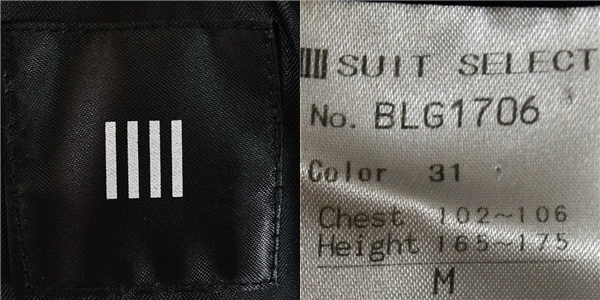 SUIT SELECT
No. BLG1706
Color 31
Chest 102~106
Height 165~175
M